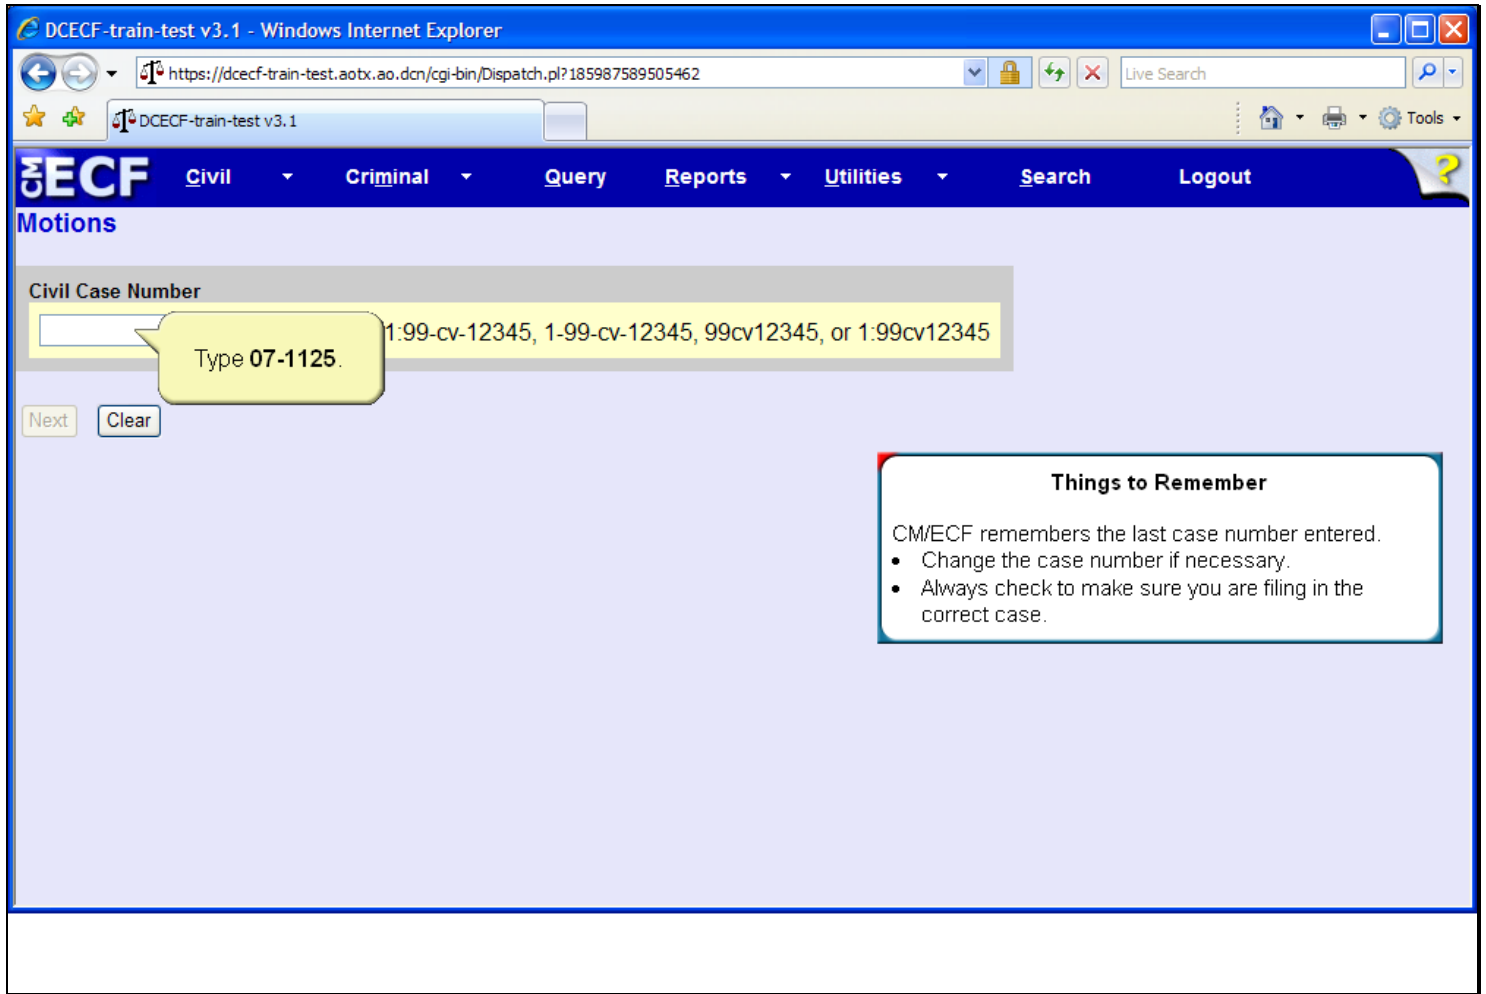 DCECF-train-test v3.1 - Windows Internet Explorer
https://dcecf-train-test.aotx.ao.dcn/cgi-bin/Dispatch.pl?185987589505462
Live Search
DCECF-train-test v3.1
Tools
CM ECF Civil Criminal Query Reports Utilities Search Logout ?
Motions
Civil Case Number
1:99-cv-12345, 1-99-cv-12345, 99cv12345, or 1:99cv12345
Type 07-1125.
Next Clear
Things to Remember
CM/ECF remembers the last case number entered.
• Change the case number if necessary.
• Always check to make sure you are filing in the
correct case.